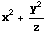 x² + y²/z